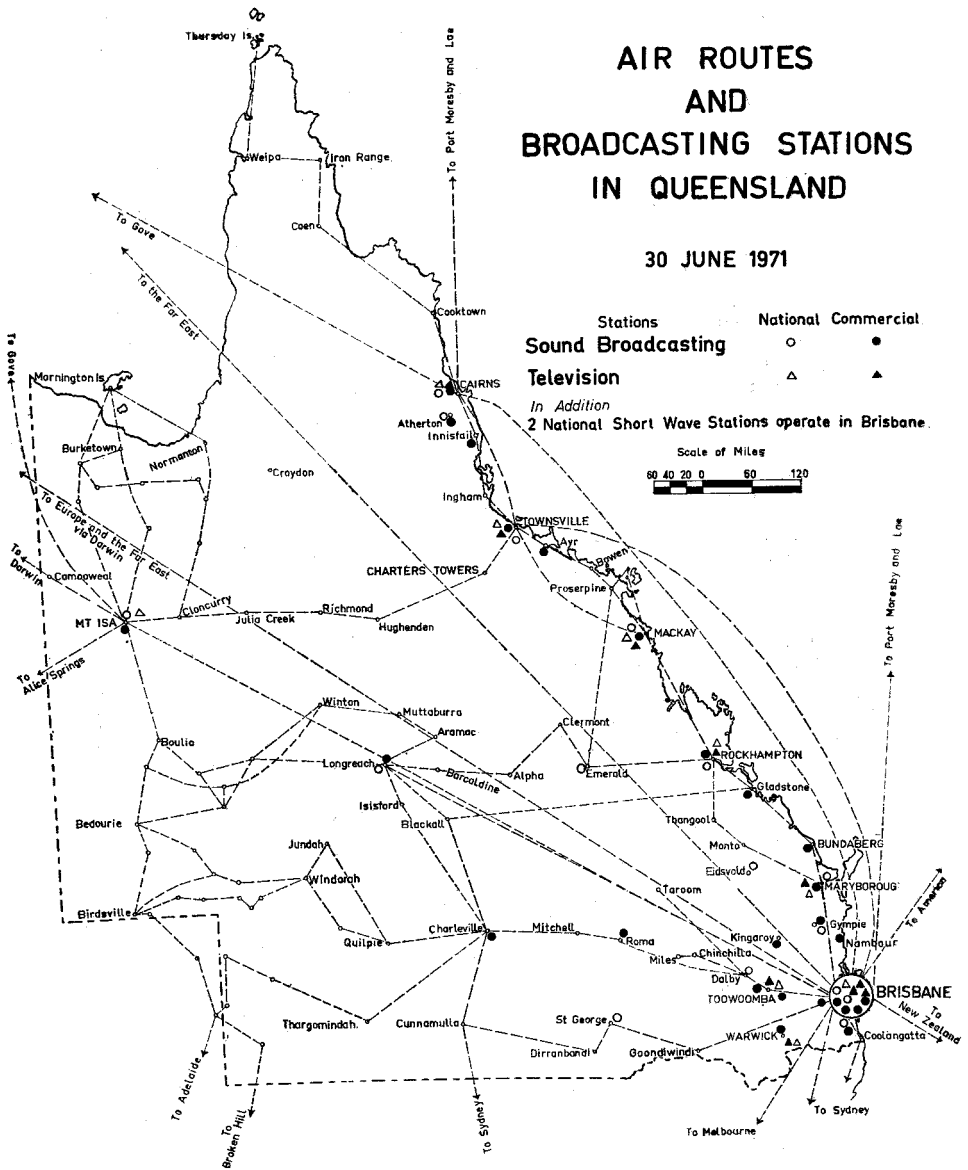 AIR ROUTES
AND
BROADCASTING STATIONS
IN QUEENSLAND
30 JUNE 1971
Stations National Commercial
Sound Broadcasting
Television
In Addition
2 National Short Wave Stations operate in Brisbane.
Scale of Miles
60 40 20 0 60 120
Thursday Is.
To Port Moresby and Lae
Weipa
Iron Range.
To Gove
Coen
To the Far East
Cooktown
To Gove
Mornington Is.
CAIRNS
Atherton
Innisfail
Burketown
Normanton
Croydon
Ingham
To Europe and the Far East
via Darwin
TOWNSVILLE
Ayr
Bowen
To Port Moresby and Lae
To
Darwin
Camooweal
CHARTERS TOWERS
Proserpine
MT ISA
Cloncurry
Julia Creek
Richmond
Hughenden
MACKAY
To
Alice Springs
Winton
Muttaburra
Aramac
Clermont
Boulia
Longreach
Barcaldine
Alpha
Emerald
ROCKHAMPTON
Gladstone
Isisford
Blackall
Bedourie
Thangool
Jundah
Monto
BUNDABERG
Eidsvold
Windorah
Taroom
MARYBOROUG
To America
Birdsville
Quilpie
Charleville
Mitchell
Roma
Kingaroy
Gympie
Nambour
Miles
Chinchilla
Dalby
TOOWOOMBA
BRISBANE
Thargomindah.
Cunnamulla
St George
Dirranbandi
Goondiwindi
WARWICK
Coolangatta
To
New Zealand
To Adelaide
To
Broken Hill
To Sydney
To Melbourne
To Sydney